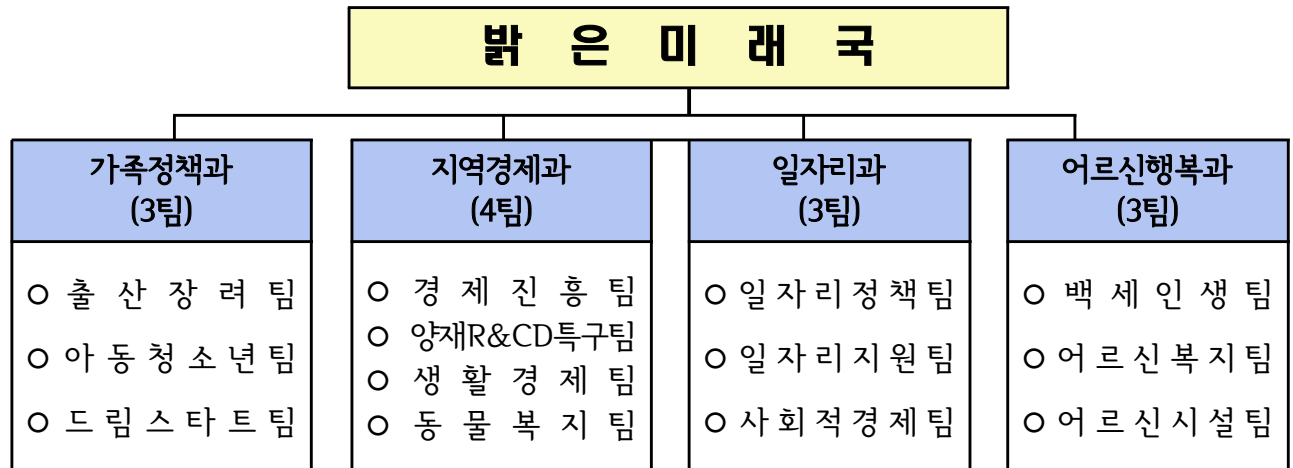 밝 은 미 래 국
가족정책과
(3팀)
○ 출 산 장 려 팀
○ 아 동 청 소 년 팀
○ 드 림 스 타 트 팀
지역경제과
(4팀)
○ 경 제 진 흥 팀
○ 양재R&CD특구팀
○ 생 활 경 제 팀
○ 동 물 복 지 팀
일자리과
(3팀)
○ 일 자 리 정 책 팀
○ 일 자 리 지 원 팀
○ 사 회 적 경 제 팀
어르신행복과
(3팀)
○ 백 세 인 생 팀
○ 어 르 신 복 지 팀
○ 어 르 신 시 설 팀